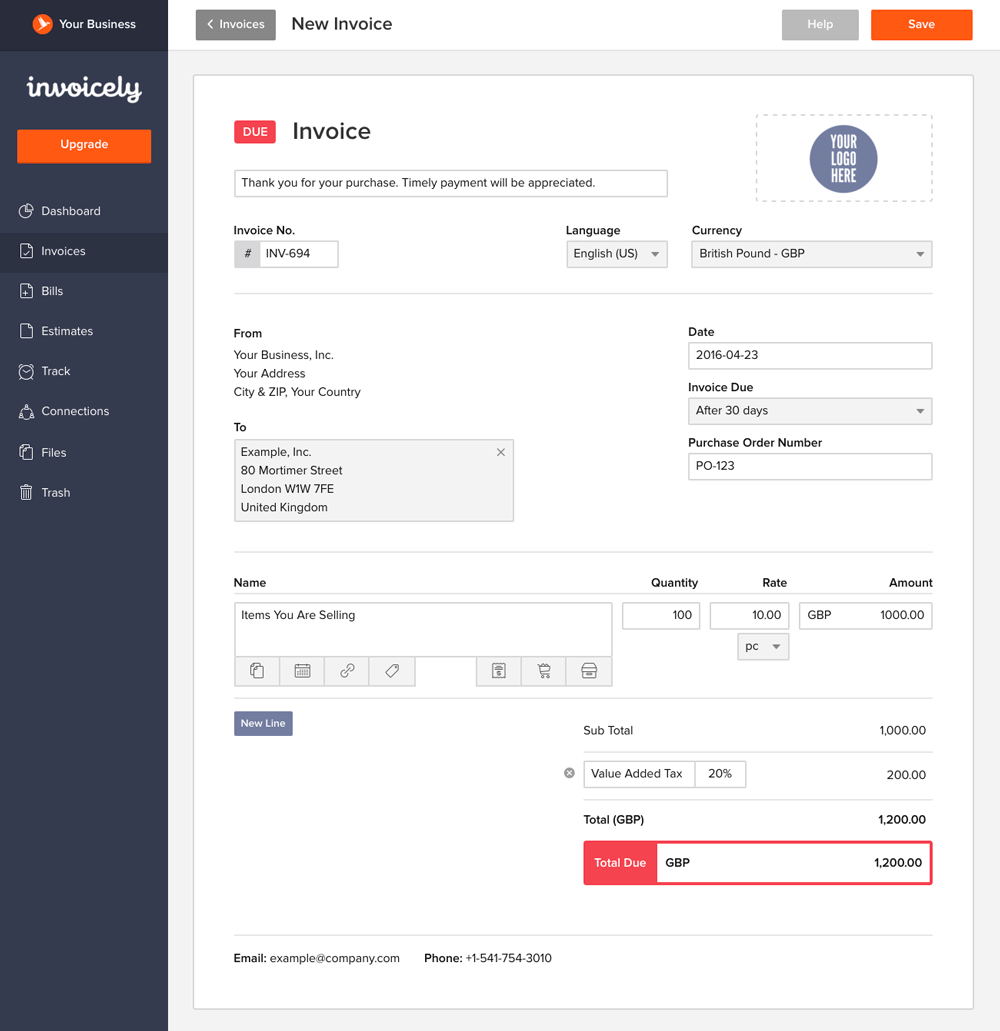 Your Business
Invoices
New Invoice
Help
Save
invoicely
Upgrade
Dashboard
Invoices
Bills
Estimates
Track
Connections
Files
Trash
DUE
Invoice
YOUR
LOGO
HERE
Thank you for your purchase. Timely payment will be appreciated.
Invoice No.
# INV-694
Language
English (US)
Currency
British Pound - GBP
From
Your Business, Inc.
Your Address
City & ZIP, Your Country
To
Example, Inc.
80 Mortimer Street
London W1W 7FE
United Kingdom
Date
2016-04-23
Invoice Due
After 30 days
Purchase Order Number
PO-123
Name Quantity Rate Amount
Items You Are Selling 100 10.00 GBP 1000.00
pc
New Line
Sub Total 1,000.00
Value Added Tax 20% 200.00
Total (GBP) 1,200.00
Total Due GBP 1,200.00
Email: example@company.com Phone: +1-541-754-3010